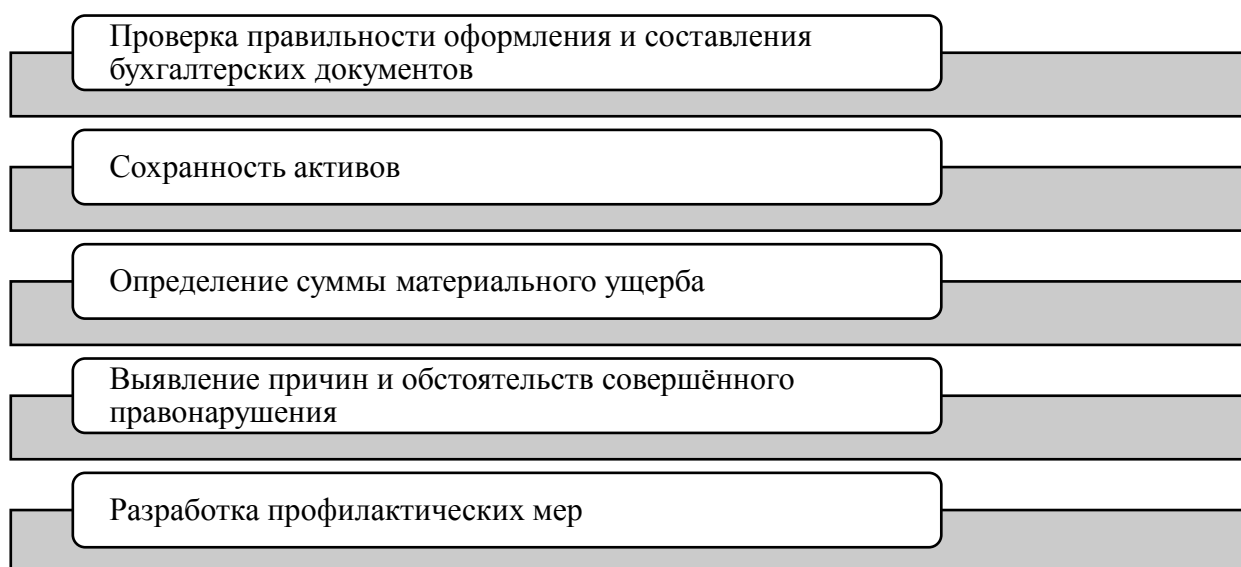 Проверка правильности оформления и составления
бухгалтерских документов
Сохранность активов
Определение суммы материального ущерба
Выявление причин и обстоятельств совершённого
правонарушения
Разработка профилактических мер